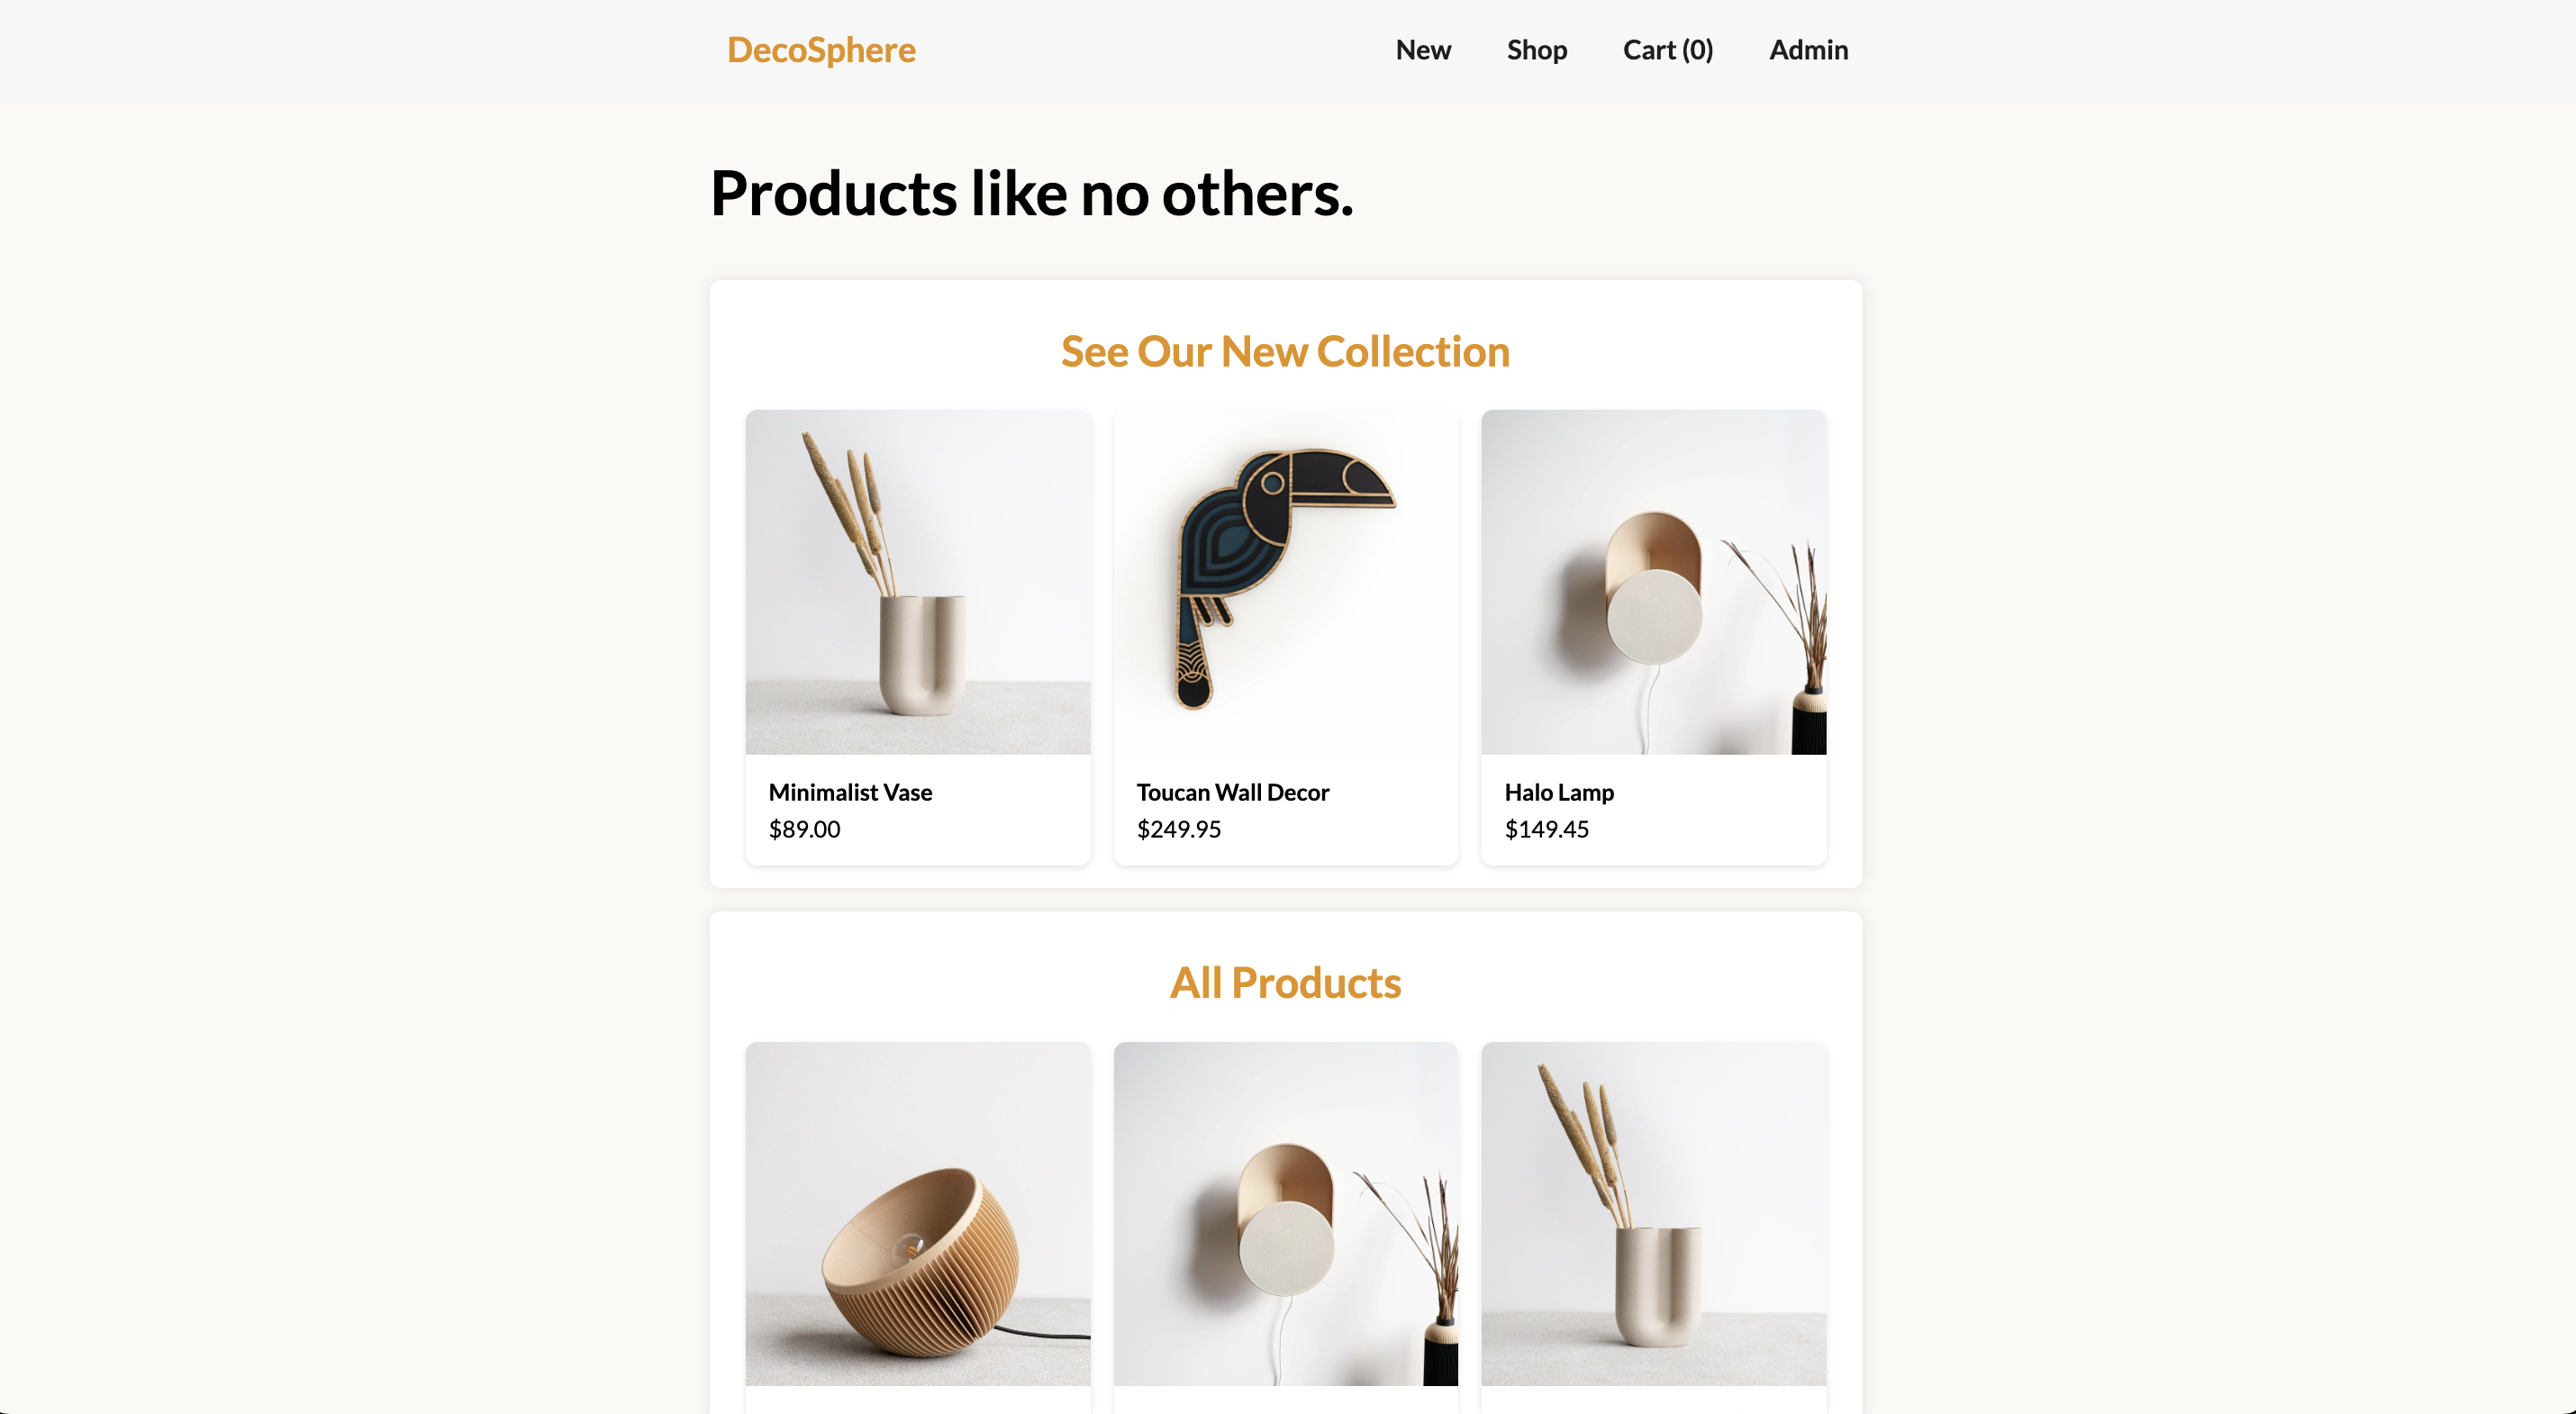 DecoSphere
New Shop Cart (0) Admin
Products like no others.
See Our New Collection
Minimalist Vase
$89.00
Toucan Wall Decor
$249.95
Halo Lamp
$149.45
All Products